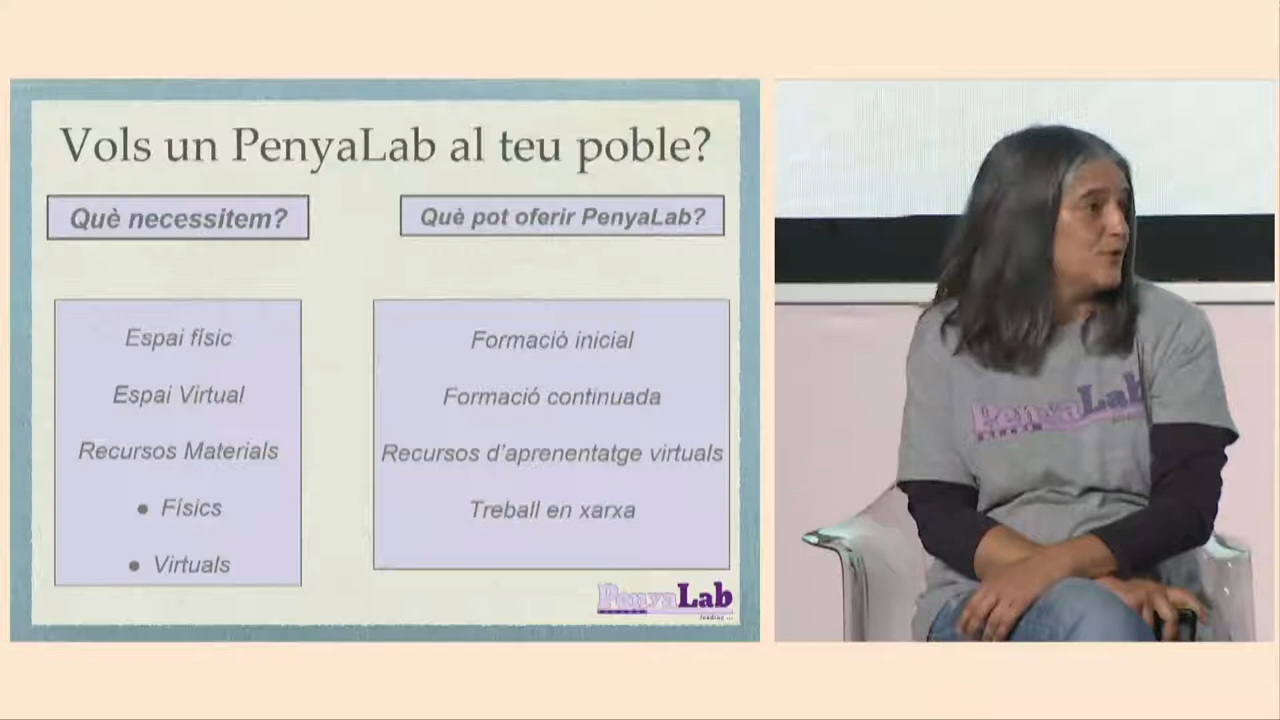 Vols un PenyaLab al teu poble?
Què necessitem?
Espai físic
Espai Virtual
Recursos Materials
● Físics
● Virtuals
Què pot oferir PenyaLab?
Formació inicial
Formació continuada
Recursos d'aprenentatge virtuals
Treball en xarxa
PenyaLab
loading ...
PenyaLab